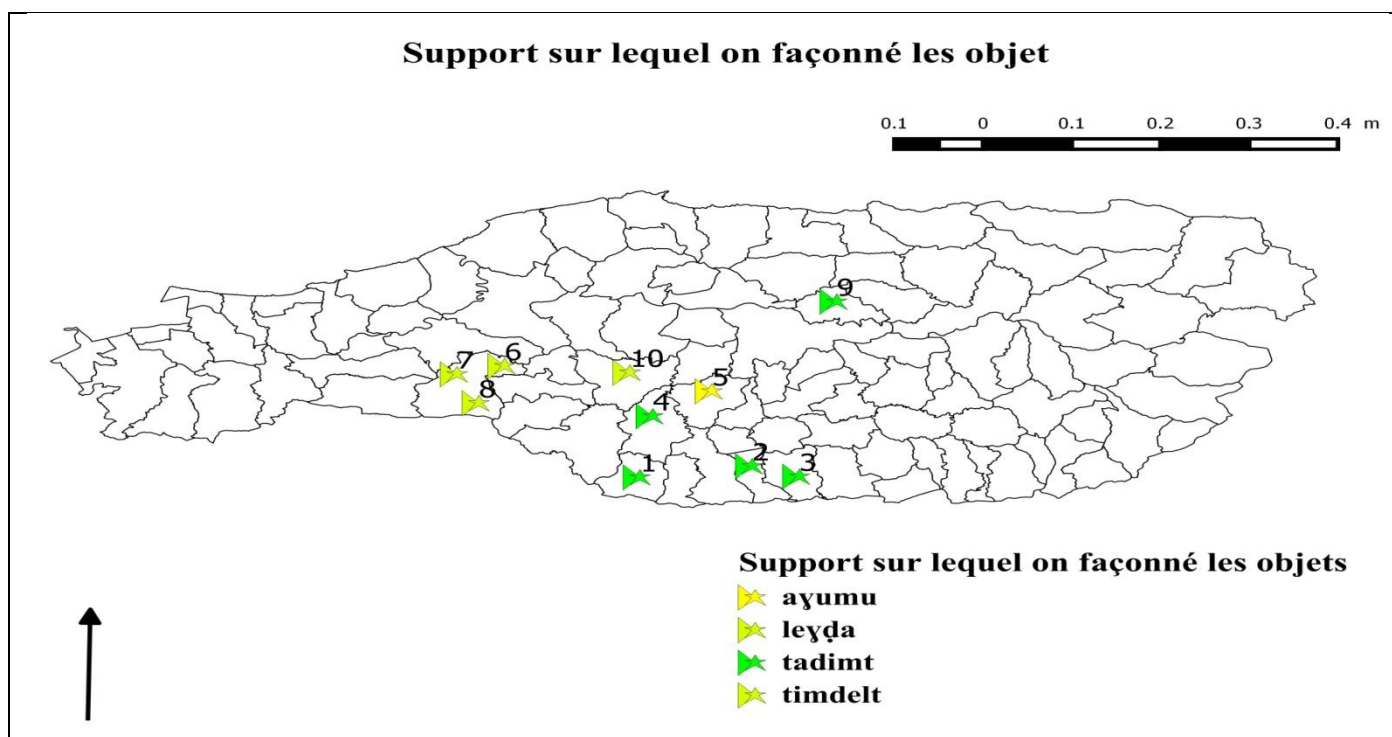 Support sur lequel on façonné les objet
0.1 0 0.1 0.2 0.3 0.4 m
9
6
7
10
5
8
4
2
1
3
Support sur lequel on façonné les objets
aɣumu
leɣḍa
tadimt
timdelt